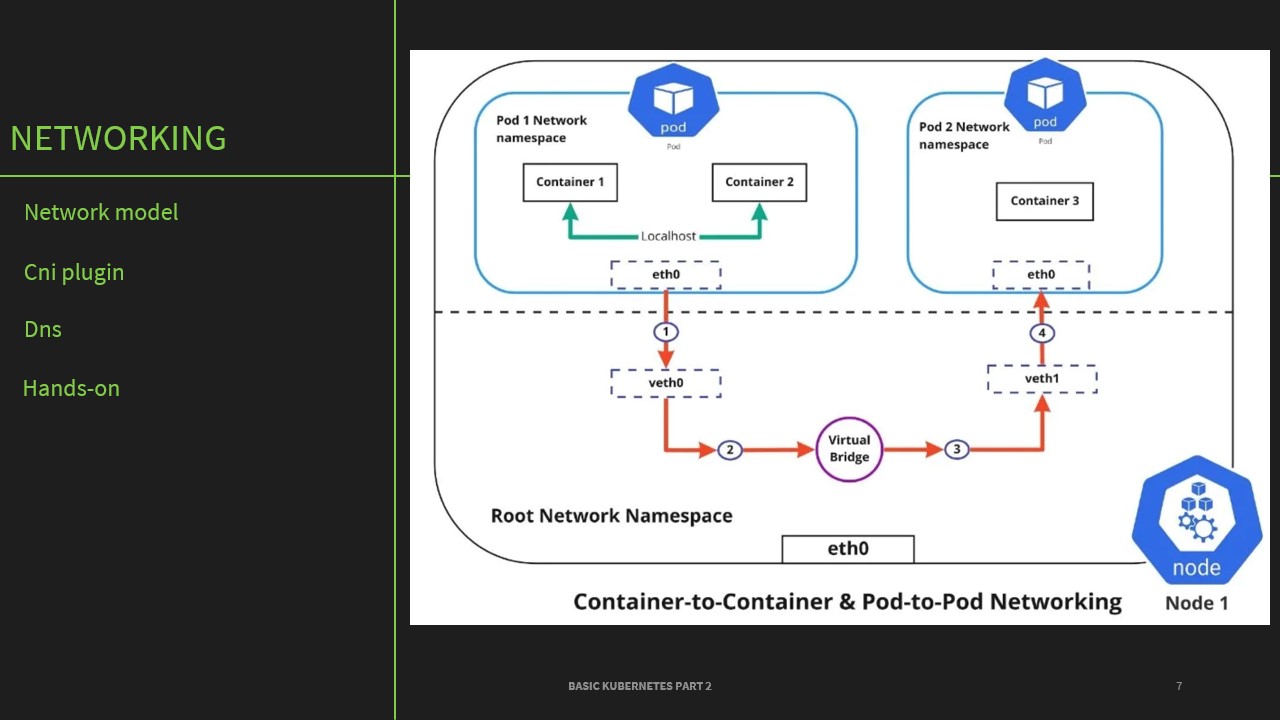 NETWORKING
Network model
Cni plugin
Dns
Hands-on
pod
Pod
Pod 1 Network
namespace
Container 1
Container 2
Localhost
eth0
pod
Pod
Pod 2 Network
namespace
Container 3
eth0
1
4
veth0
veth1
2
Virtual
Bridge
3
Root Network Namespace
eth0
node
Container-to-Container & Pod-to-Pod Networking
Node 1
BASIC KUBERNETES PART 2
7